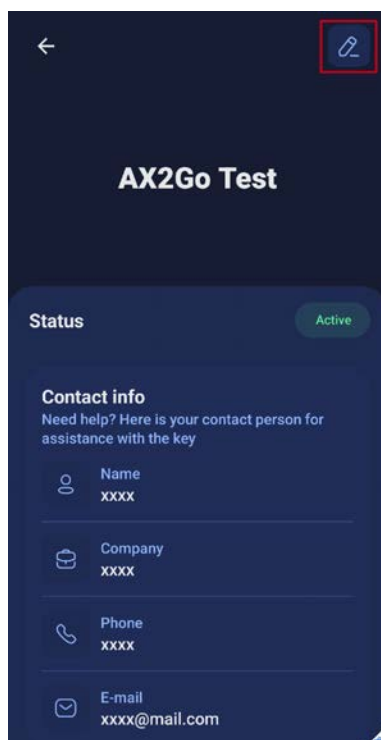 AX2Go Test
Status
Active
Contact info
Need help? Here is your contact person for
assistance with the key
Name
xxxx
Company
xxxx
Phone
xxxx
E-mail
xxxx@mail.com